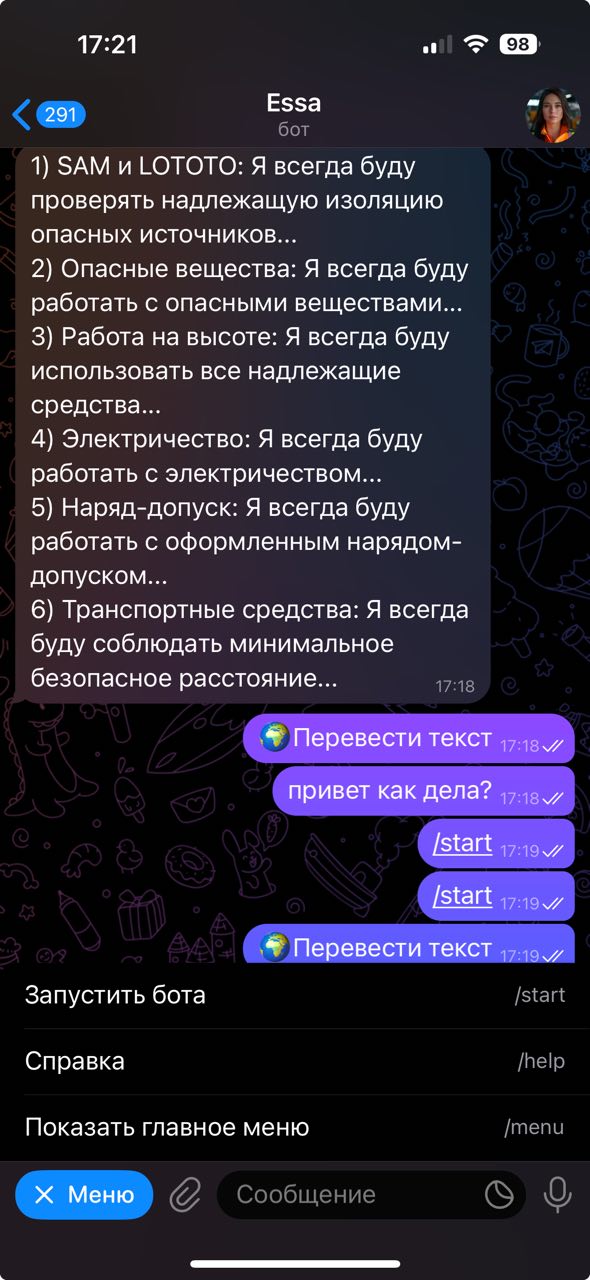 17:21
98
291
Essa
бот
1) SAM и LOTOTO: Я всегда буду
проверять надлежащую изоляцию
опасных источников...
2) Опасные вещества: Я всегда буду
работать с опасными веществами...
3) Работа на высоте: Я всегда буду
использовать все надлежащие
средства...
4) Электричество: Я всегда буду
работать с электричеством...
5) Наряд-допуск: Я всегда буду
работать с оформленным нарядом-
допуском...
6) Транспортные средства: Я всегда
буду соблюдать минимальное
безопасное расстояние...
17:18
Перевести текст 17:18
привет как дела? 17:18
/start 17:19
/start 17:19
Перевести текст 17:19
Запустить бота /start
Справка /help
Показать главное меню /menu
Меню
Сообщение